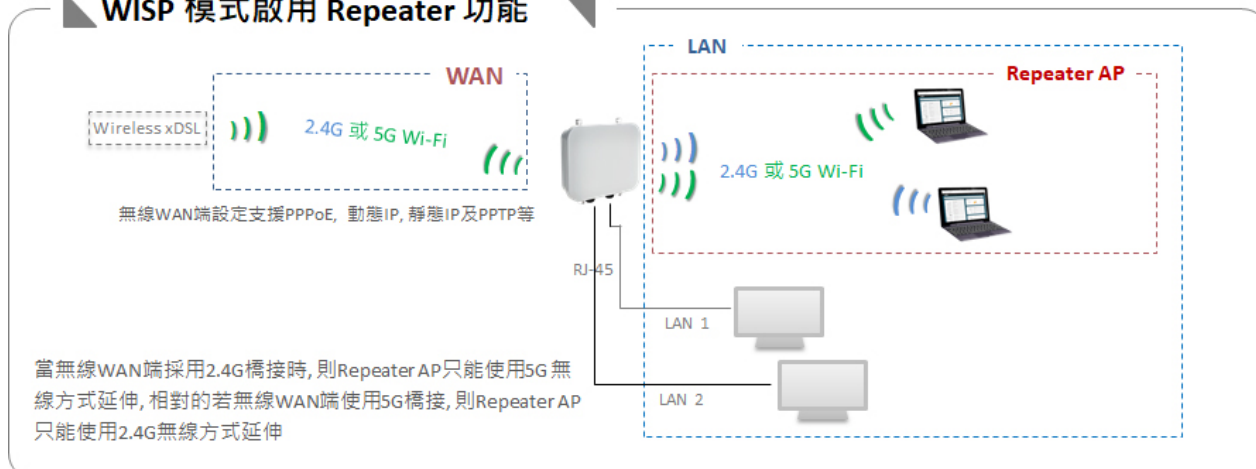 WISP 模式啟用 Repeater 功能
LAN
WAN
Repeater AP
Wireless xDSL
2.4G 或 5G Wi-Fi
2.4G 或 5G Wi-Fi
無線WAN端設定支援PPPoE, 動態IP, 靜態IP及PPTP等
RJ-45
LAN 1
LAN 2
當無線WAN端採用2.4G橋接時, 則Repeater AP只能使用5G 無
線方式延伸, 相對的若無線WAN端使用5G橋接, 則Repeater AP
只能使用2.4G無線方式延伸